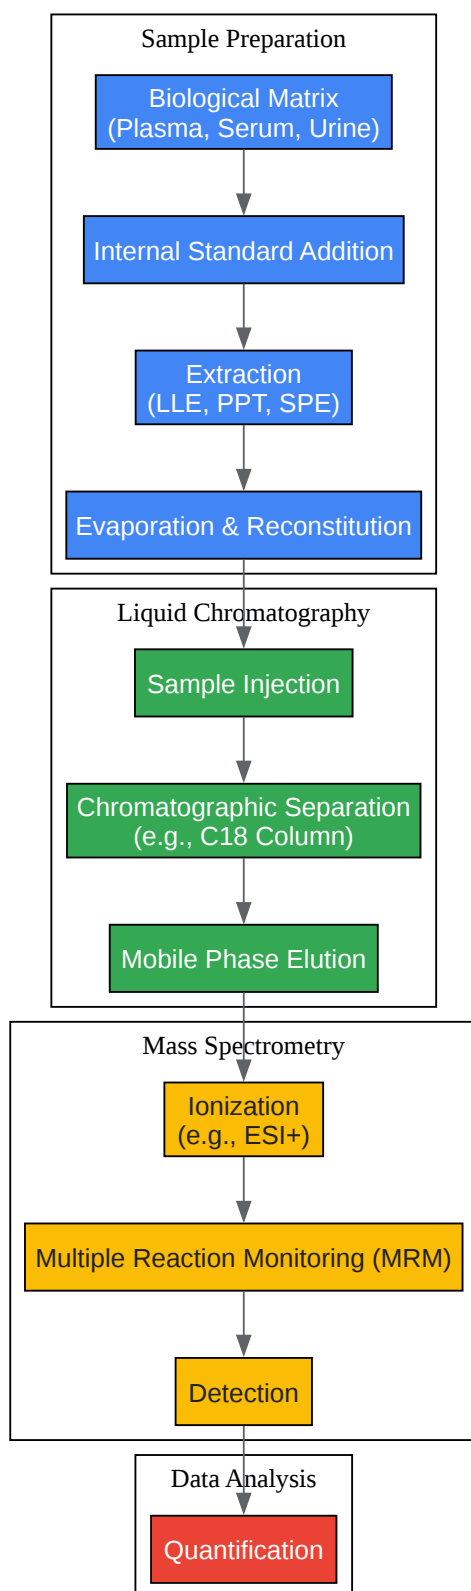 Sample Preparation
Biological Matrix
(Plasma, Serum, Urine)
Internal Standard Addition
Extraction
(LLE, PPT, SPE)
Evaporation & Reconstitution
Liquid Chromatography
Sample Injection
Chromatographic Separation
(e.g., C18 Column)
Mobile Phase Elution
Mass Spectrometry
Ionization
(e.g., ESI+)
Multiple Reaction Monitoring (MRM)
Detection
Data Analysis
Quantification